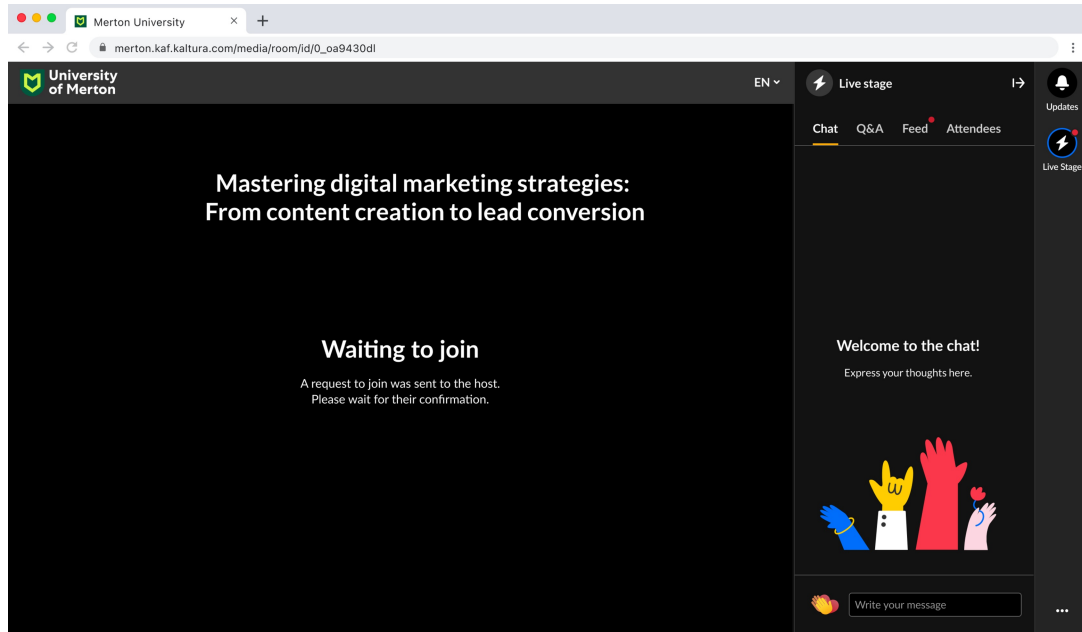 Merton University
merton.kaf.kaltura.com/media/room/id/0_oa9430dl
University
of Merton
EN
Live stage
Updates
Chat Q&A Feed Attendees
Live Stage
Mastering digital marketing strategies:
From content creation to lead conversion
Waiting to join
A request to join was sent to the host.
Please wait for their confirmation.
Welcome to the chat!
Express your thoughts here.
Write your message